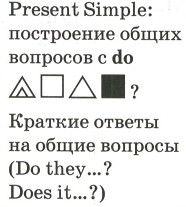 Present Simple:
построение общих
вопросов с do
?
Краткие ответы
на общие вопросы
(Do they...?
Does it...?)